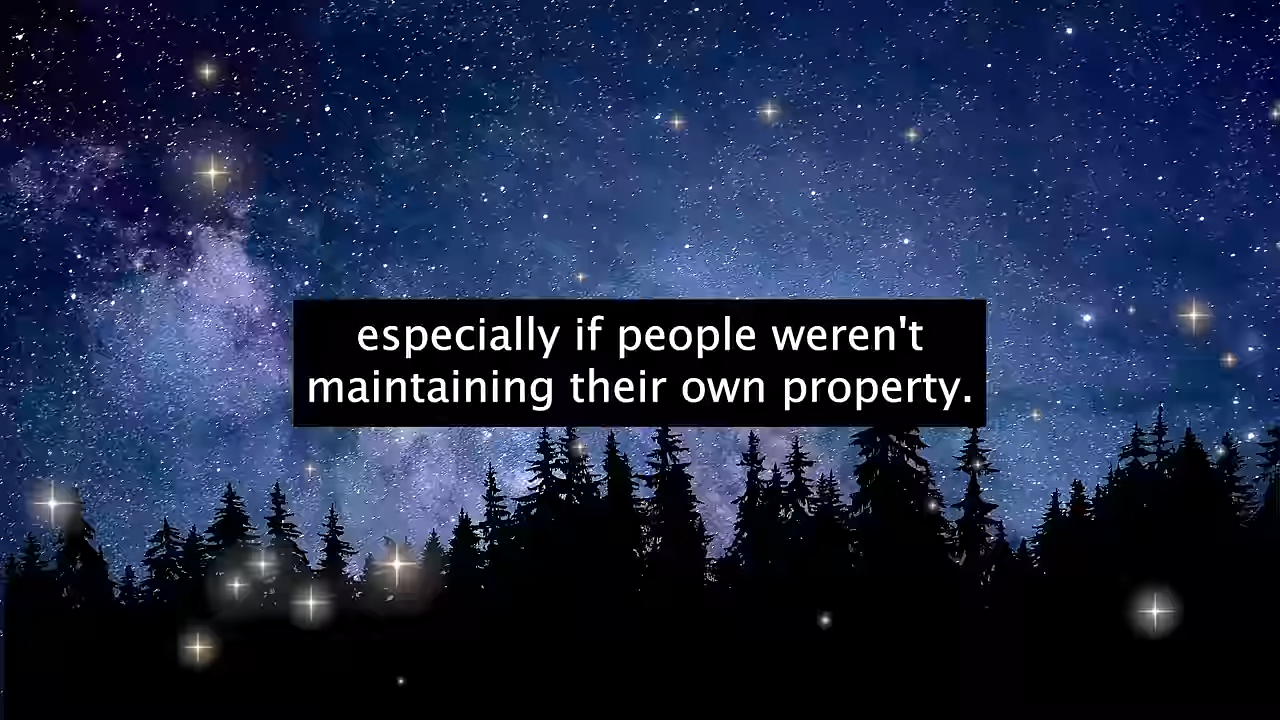 especially if people weren't
maintaining their own property.